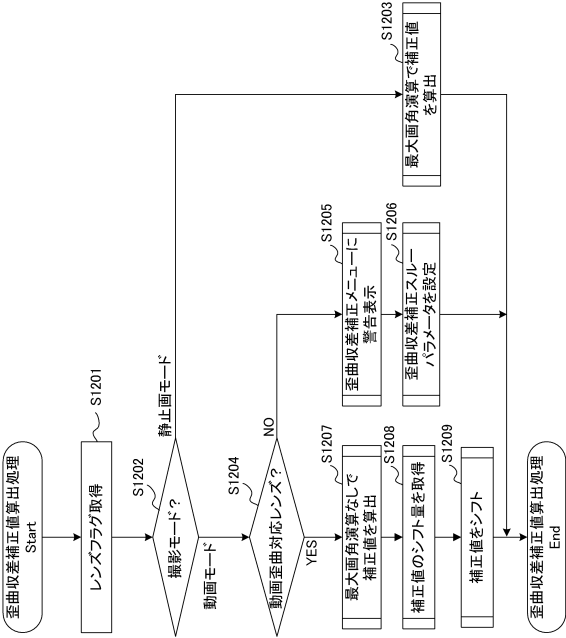 歪曲収差補正値算出処理
Start
S1201
レンズフラグ取得
S1202
撮影モード？
静止画モード
動画モード
S1203
最大画角演算で補正値
を算出
S1204
動画歪曲対応レンズ？
NO
YES
S1205
歪曲収差補正メニューに
警告表示
S1206
歪曲収差補正スルー
パラメータを設定
S1207
最大画角演算なしで
補正値を算出
S1208
補正値のシフト量を取得
S1209
補正値をシフト
歪曲収差補正値算出処理
End